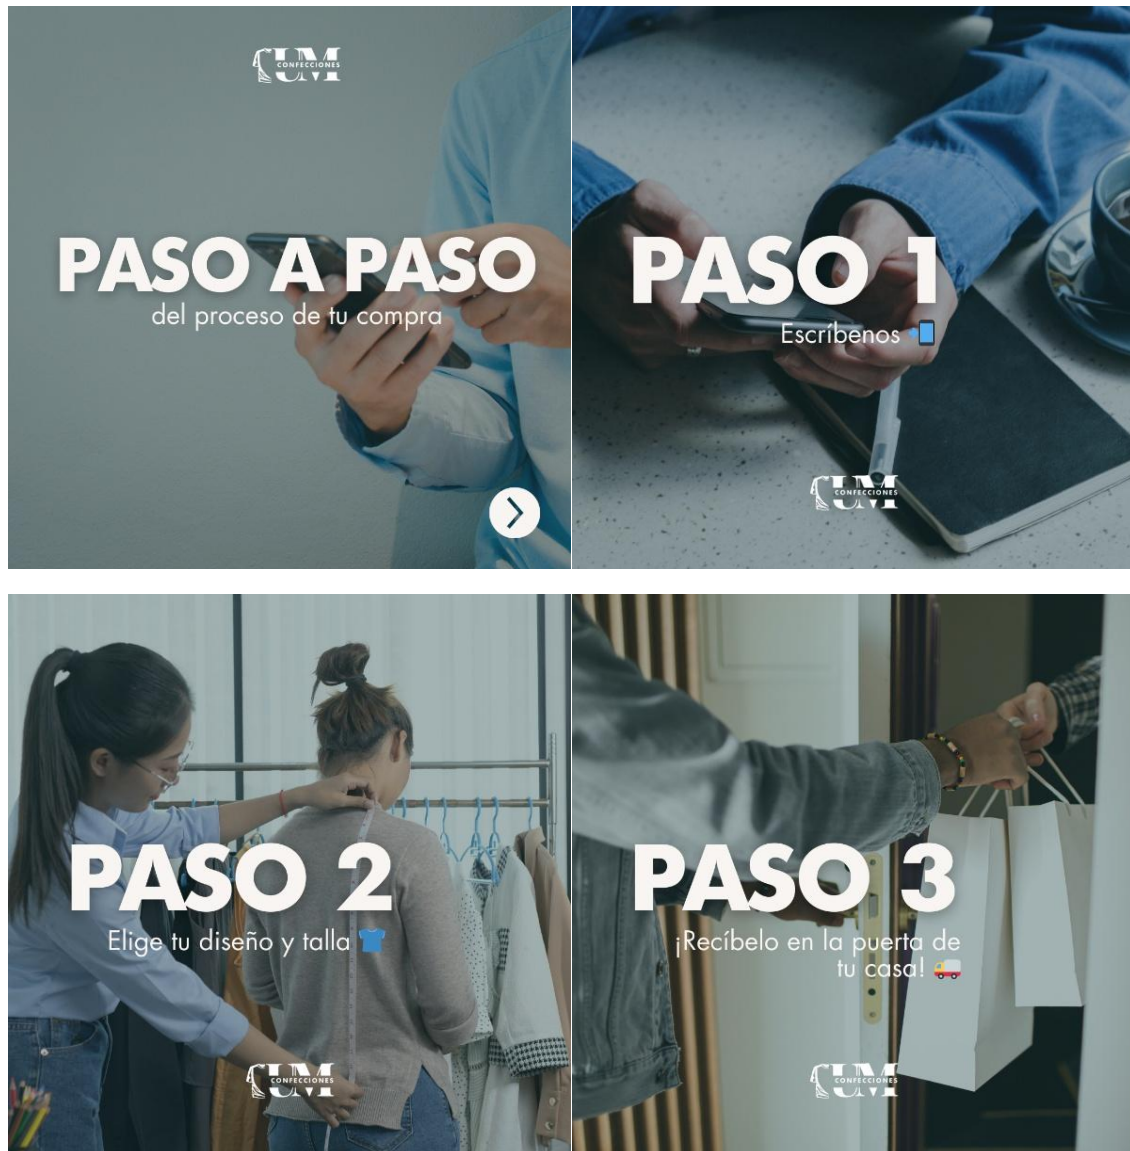 UM
CONFECCIONES
PASO A PASO
del proceso de tu compra
PASO 1
Escríbenos 📲
UM
CONFECCIONES
PASO 2
Elige tu diseño y talla 👕
UM
CONFECCIONES
PASO 3
¡Recíbelo en la puerta de
tu casa! 🚚
UM
CONFECCIONES